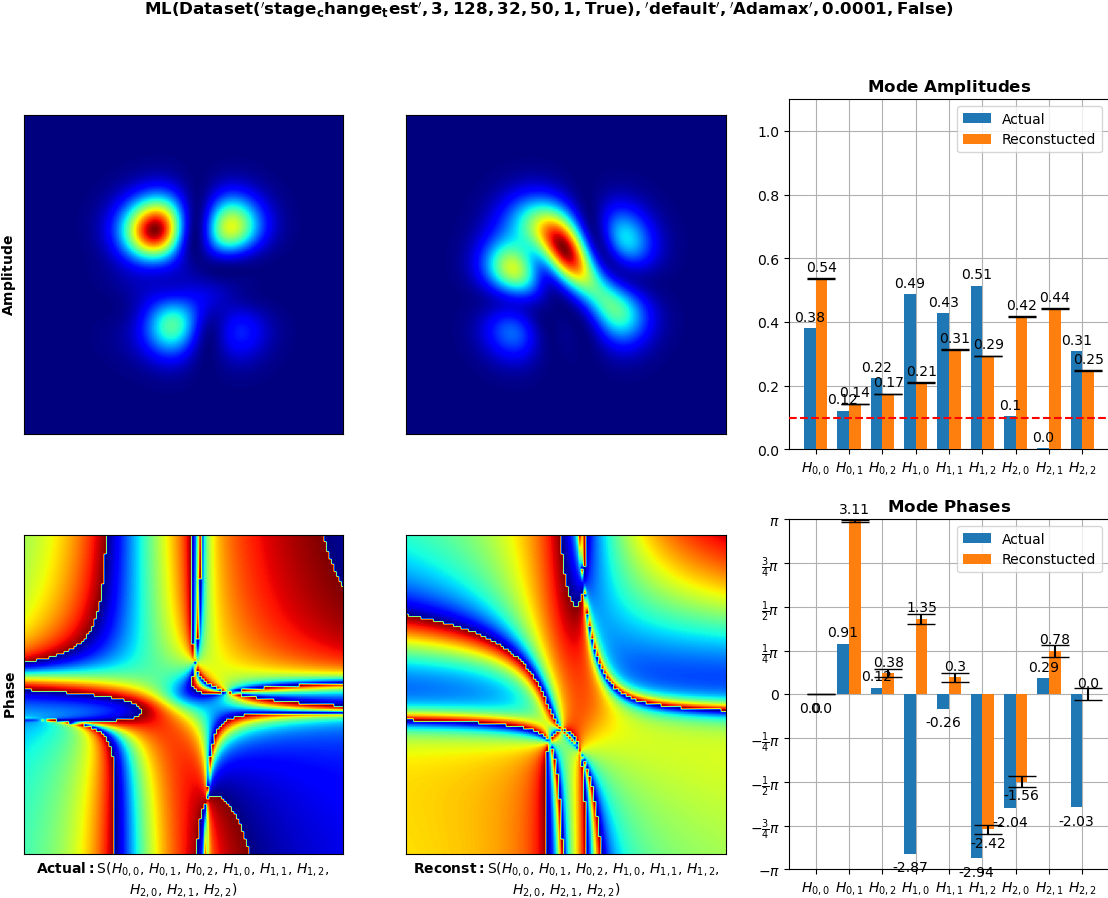 ML(Dataset('stage_change_test', 3, 128, 32, 50, 1, True), 'default', 'Adamax', 0.0001, False)
Amplitude
Mode Amplitudes
Actual
Reconstucted
1.0
0.8
0.6
0.4
0.2
0.0
0.38
0.54
0.12
0.14
0.22
0.17
0.49
0.21
0.43
0.31
0.51
0.29
0.1
0.42
0.0
0.44
0.31
0.25
H0,0 H0,1 H0,2 H1,0 H1,1 H1,2 H2,0 H2,1 H2,2
Phase
Mode Phases
Actual
Reconstucted
π
3/4π
1/2π
1/4π
0
−1/4π
−1/2π
−3/4π
−π
0.0
0.0
0.91
3.11
0.12
0.38
-2.87
1.35
-0.26
0.3
-2.94
-2.42
-2.04
-1.56
0.29
0.78
-2.03
0.0
H0,0 H0,1 H0,2 H1,0 H1,1 H1,2 H2,0 H2,1 H2,2
Actual: S(H0,0, H0,1, H0,2, H1,0, H1,1, H1,2,
H2,0, H2,1, H2,2)
Reconst: S(H0,0, H0,1, H0,2, H1,0, H1,1, H1,2,
H2,0, H2,1, H2,2)